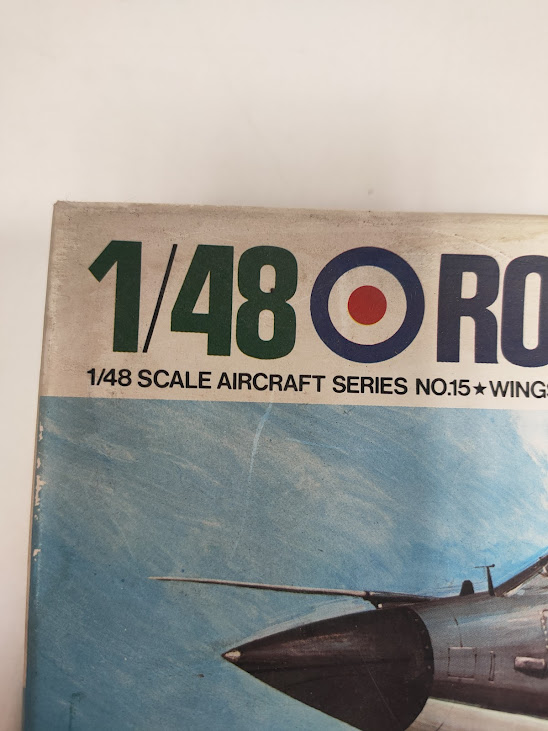 1/48 RO
1/48 SCALE AIRCRAFT SERIES NO.15★WINGS